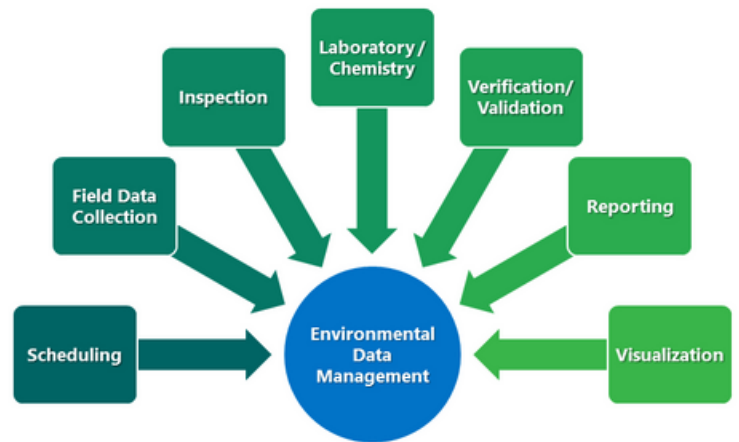 Laboratory /
Chemistry
Inspection
Verification/
Validation
Field Data
Collection
Reporting
Scheduling
Environmental
Data
Management
Visualization